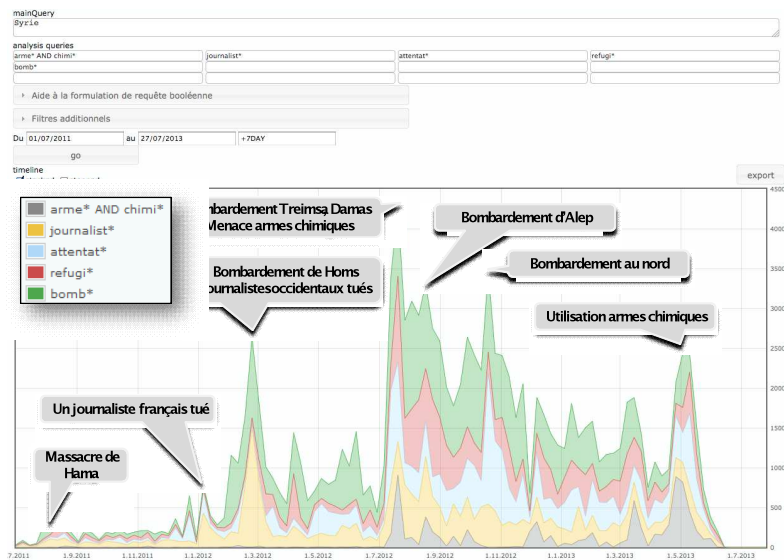 mainQuery
Syrie
analysis queries
arme* AND chimi*
journalist*
attentat*
refugi*
bomb*
Aide à la formulation de requête booléenne
Filtres additionnels
Du 01/07/2011 au 27/07/2013 +7DAY
go
timeline
export
arme* AND chimi*
journalist*
attentat*
refugi*
bomb*
Treimsa, Damas
Menace armes chimiques
Bombardement d'Alep
Bombardement de Homs
occidentaux tués
Bombardement au nord
Utilisation armes chimiques
Un journaliste français tué
Massacre de
Hama
4500
4000
3500
3000
2500
2000
1500
1000
500
0
7.2011 1.9.2011 1.11.2011 1.1.2012 1.3.2012 1.5.2012 1.7.2012 1.9.2012 1.11.2012 1.1.2013 1.3.2013 1.5.2013 1.7.2013